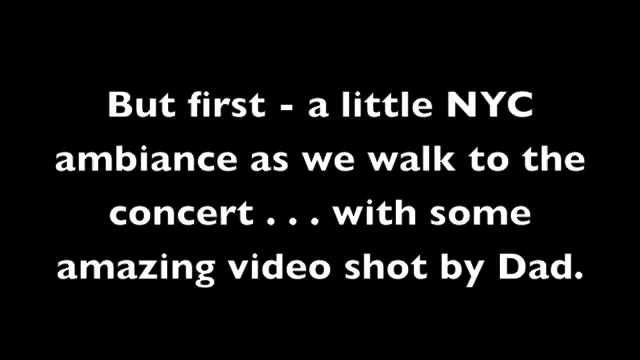 But first - a little NYC
ambiance as we walk to the
concert . . . with some
amazing video shot by Dad.